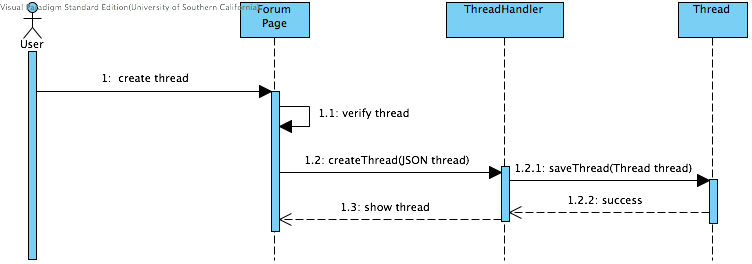 Visual Paradigm Standard Edition(University of Southern California)
Forum
Page
ThreadHandler
Thread
User
1: create thread
1.1: verify thread
1.2: createThread(JSON thread)
1.2.1: saveThread(Thread thread)
1.2.2: success
1.3: show thread